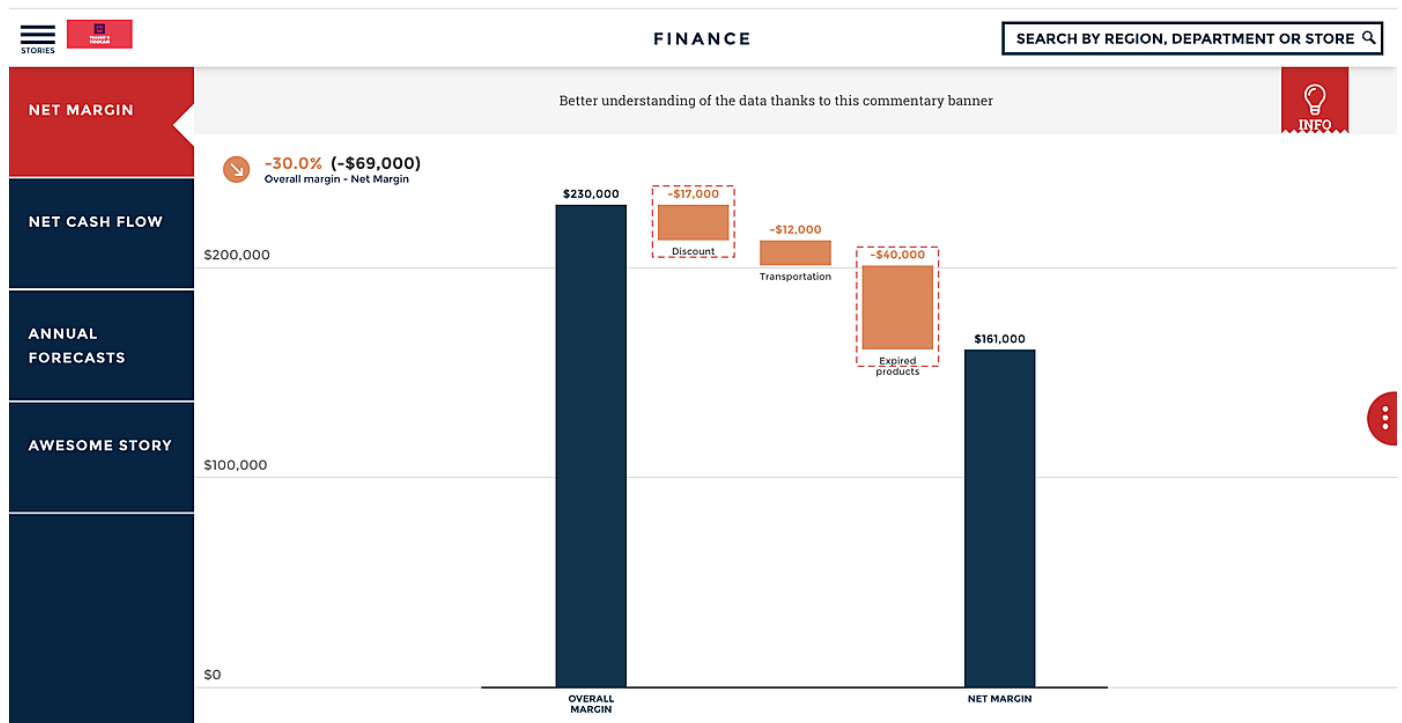 STORIES
FINANCE
SEARCH BY REGION, DEPARTMENT OR STORE
NET MARGIN
NET CASH FLOW
ANNUAL
FORECASTS
AWESOME STORY
Better understanding of the data thanks to this commentary banner
INFO
-30.0% (-$69,000)
Overall margin - Net Margin
$200,000
$100,000
$0
$230,000
-$17,000
Discount
-$12,000
Transportation
-$40,000
Expired
products
$161,000
OVERALL
MARGIN
NET MARGIN